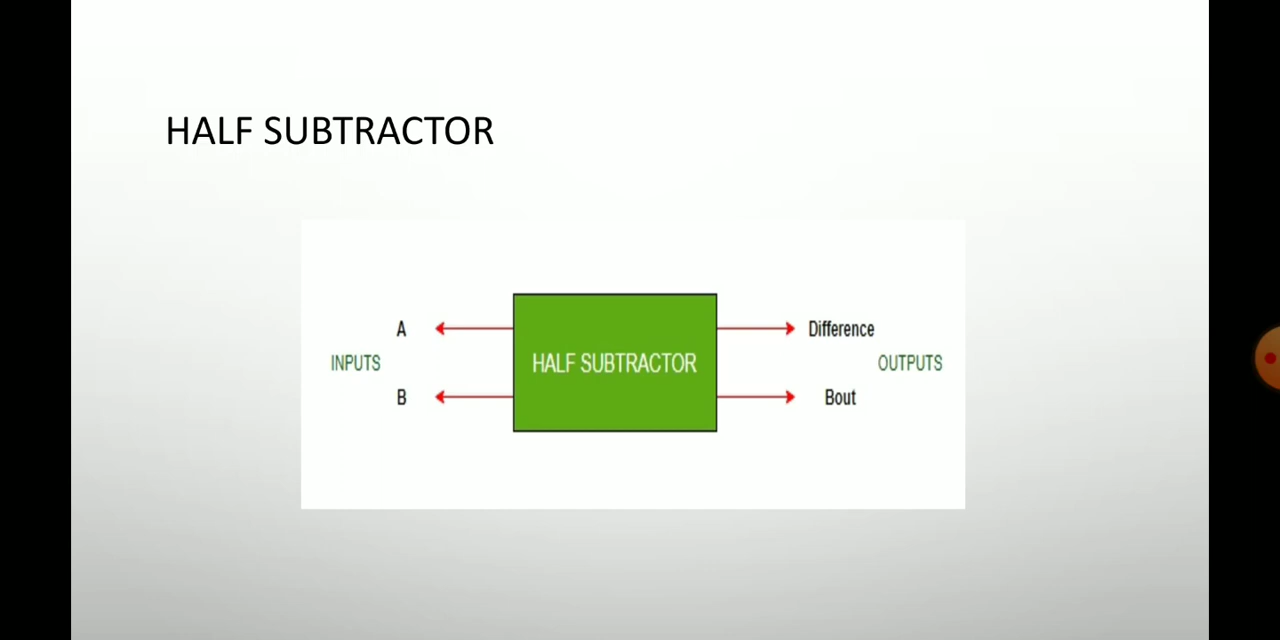 HALF SUBTRACTOR
A Difference
INPUTS HALF SUBTRACTOR OUTPUTS
B Bout